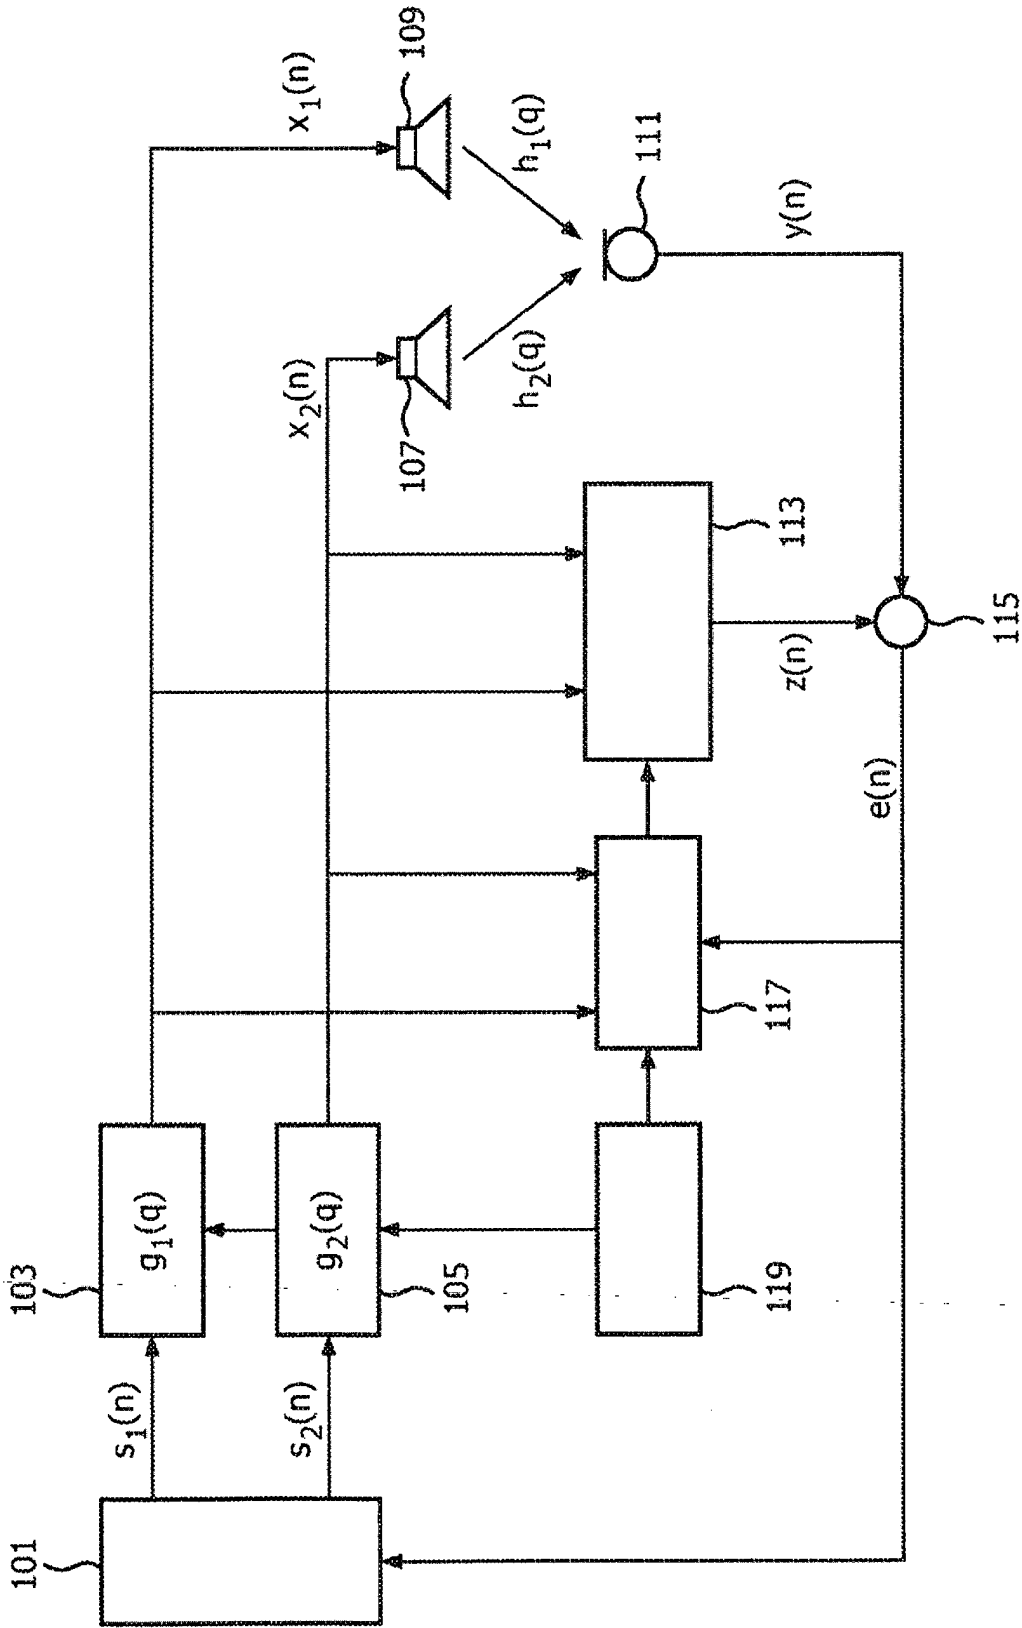 101
103
s₁(n)
g₁(q)
s₂(n)
g₂(q)
105
119
117
113
x₁(n)
x₂(n)
109
107
h₁(q)
h₂(q)
111
y(n)
z(n)
e(n)
115